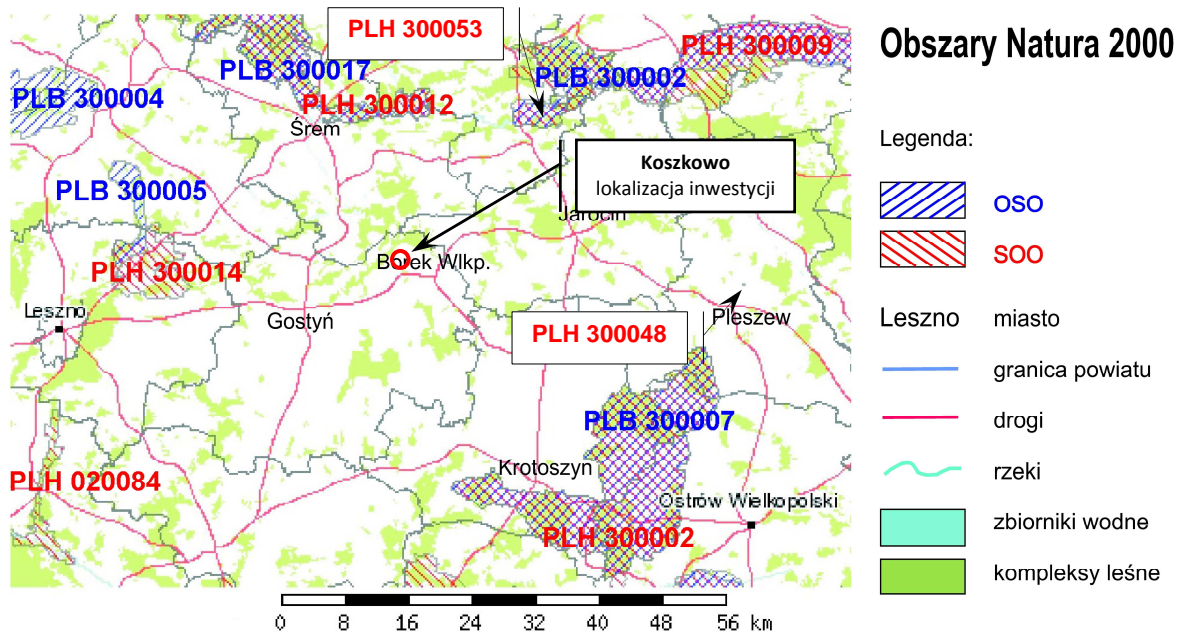 PLH 300053
PLH 300009
PLB 300017
PLB 300002
PLB 300004
PLH 300012
Śrem
Koszkowo
lokalizacja inwestycji
PLB 300005
Jarocin
PLH 300014
Borek Wlkp.
Leszno
Gostyń
Pleszew
PLH 300048
PLB 300007
Krotoszyn
PLH 020084
Ostrów Wielkopolski
PLH 300002
0 8 16 24 32 40 48 56 km
Obszary Natura 2000
Legenda:
OSO
SOO
Leszno miasto
granica powiatu
drogi
rzeki
zbiorniki wodne
kompleksy leśne